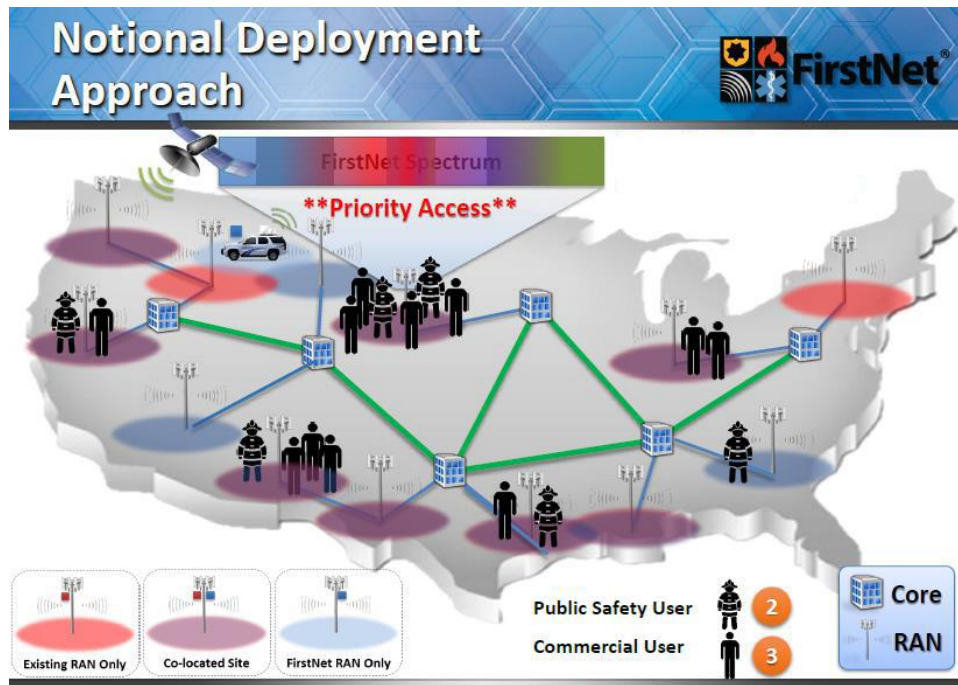 Notional Deployment
Approach
FirstNet®
FirstNet Spectrum
**Priority Access**
Existing RAN Only
Co-located Site
FirstNet RAN Only
Public Safety User
2
Commercial User
3
Core
RAN